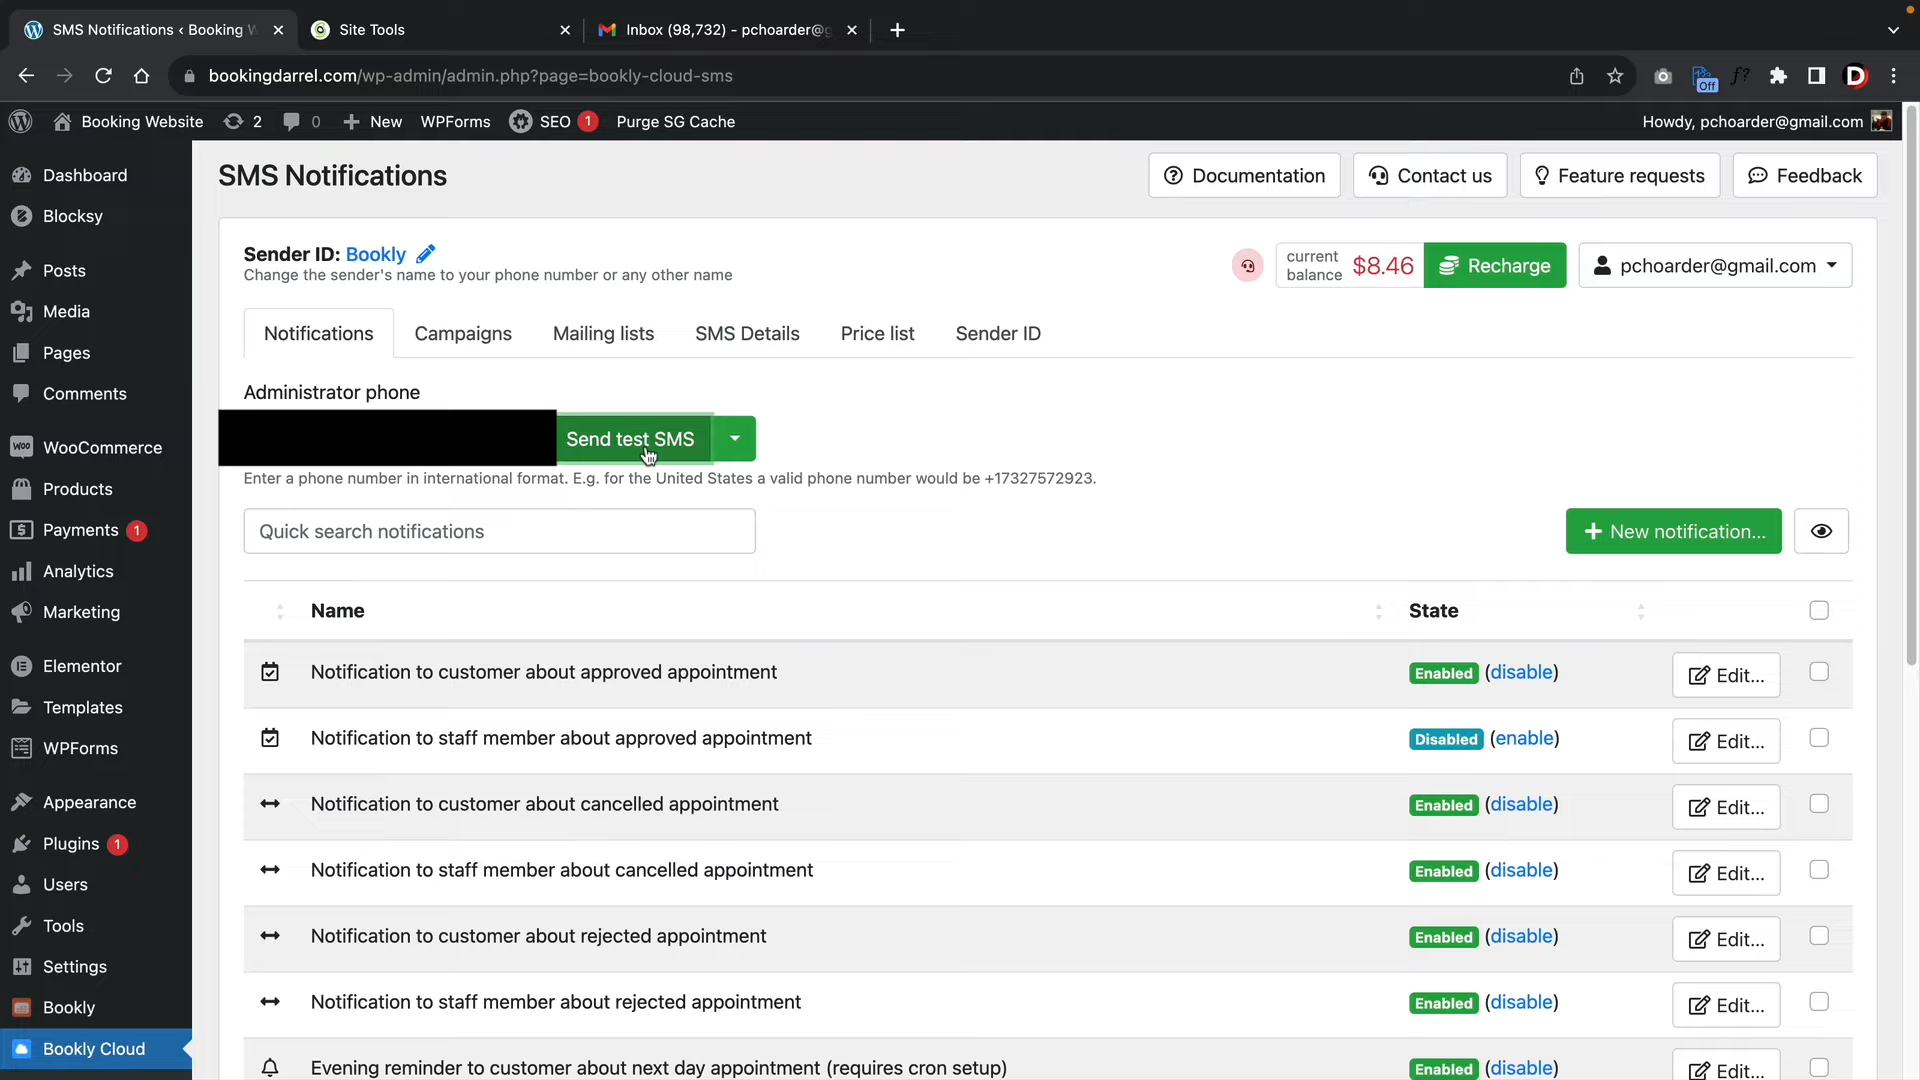 SMS Notifications ‹ Booking W
Site Tools
Inbox (98,732) - pchoarder@g
bookingdarrel.com/wp-admin/admin.php?page=bookly-cloud-sms
Off
f?
D
Booking Website
2
0
New
WPForms
SEO 1
Purge SG Cache
Howdy, pchoarder@gmail.com
Dashboard
Blocksy
Posts
Media
Pages
Comments
WooCommerce
Products
Payments 1
Analytics
Marketing
Elementor
Templates
WPForms
Appearance
Plugins 1
Users
Tools
Settings
Bookly
Bookly Cloud
SMS Notifications
Documentation
Contact us
Feature requests
Feedback
Sender ID: Bookly
Change the sender's name to your phone number or any other name
current
balance
$8.46
Recharge
pchoarder@gmail.com
Notifications
Campaigns
Mailing lists
SMS Details
Price list
Sender ID
Administrator phone
Send test SMS
Enter a phone number in international format. E.g. for the United States a valid phone number would be +17327572923.
Quick search notifications
New notification...
Name
State
Notification to customer about approved appointment
Enabled (disable)
Edit...
Notification to staff member about approved appointment
Disabled (enable)
Edit...
Notification to customer about cancelled appointment
Enabled (disable)
Edit...
Notification to staff member about cancelled appointment
Enabled (disable)
Edit...
Notification to customer about rejected appointment
Enabled (disable)
Edit...
Notification to staff member about rejected appointment
Enabled (disable)
Edit...
Evening reminder to customer about next day appointment (requires cron setup)
Enabled (disable)
Edit...